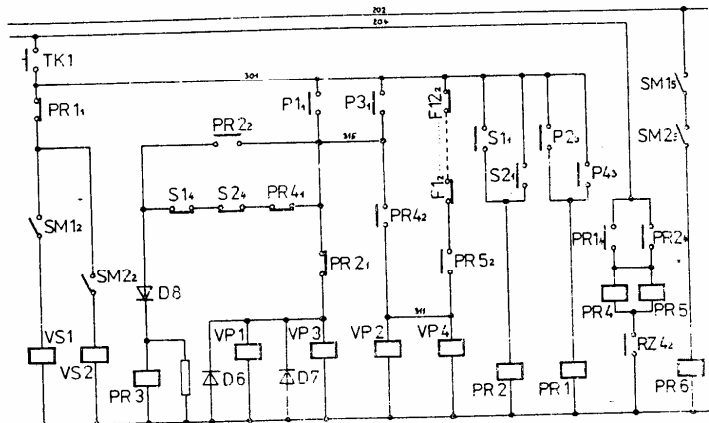 202
204
TK1
301
SM1₅
PR1₁
P1₁
P3₁
F12₂
PR2₂
315
S1₁
P2₃
SM2₅
S2₁
P4₃
S1₄
S2₄
PR4₁
F1₂
SM1₂
PR4₂
PR1₄
PR2₄
PR2₁
PR5₂
SM2₂
D8
PR4
PR5
311
VS1
VP1
VP3
VP2
VP4
RZ4₂
VS2
PR3
D6
D7
PR2
PR1
PR6